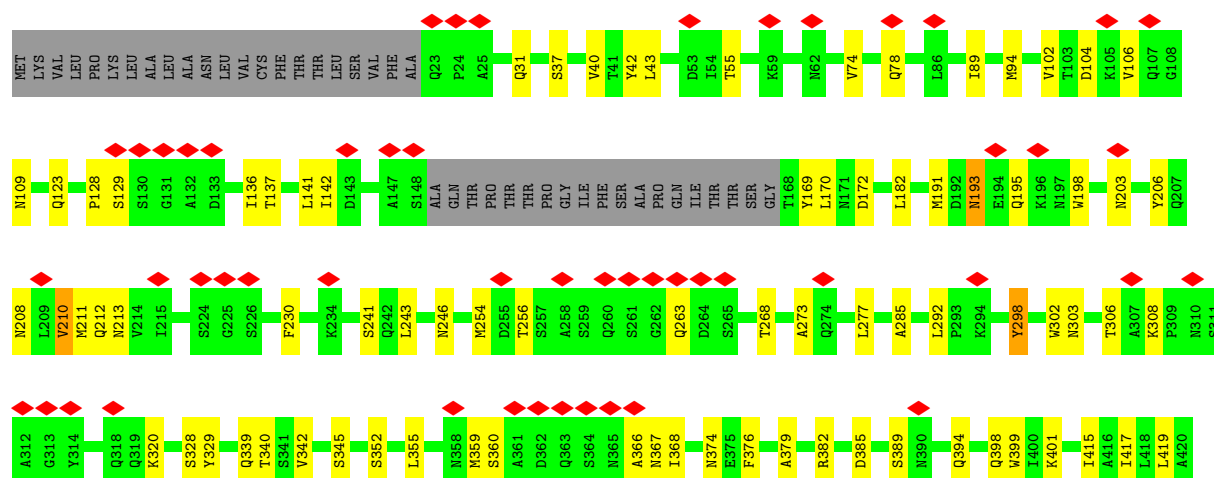 MET LYS VAL LEU PRO LYS LEU ALA LEU ALA ASN LEU VAL CYS PHE THR THR LEU SER VAL PHE ALA Q23 P24 A25 Q31 S37 V40 T41 Y42 L43 D53 I54 T55 K59 N62 V74 Q78 L86 I89 M94 V102 T103 D104 K105 V106 Q107 G108
N109 Q123 P128 S129 S130 G131 A132 D133 I136 T137 L141 I142 D143 A147 S148 ALA GLN THR PRO THR THR PRO GLY ILE PHE SER ALA PRO GLN ILE THR THR SER GLY T168 Y169 L170 N171 D172 L182 M191 D192 N193 E194 Q195 K196 N197 W198 N203 Y206 Q207
N208 L209 V210 M211 Q212 N213 V214 I215 S224 G225 S226 F230 K234 S241 Q242 L243 N246 M254 D255 T256 S257 A258 S259 Q260 S261 G262 Q263 D264 S265 T268 A273 Q274 L277 A285 L292 P293 K294 Y298 W302 N303 T306 A307 K308 P309 N310 S311
A312 G313 Y314 Q318 Q319 K320 S328 Y329 Q339 T340 S341 V342 S345 S352 L355 N358 M359 S360 A361 D362 Q363 S364 N365 A366 N367 I368 N374 E375 F376 A379 R382 D385 S389 N390 Q394 Q398 W399 I400 K401 I415 A416 I417 L418 L419 A420